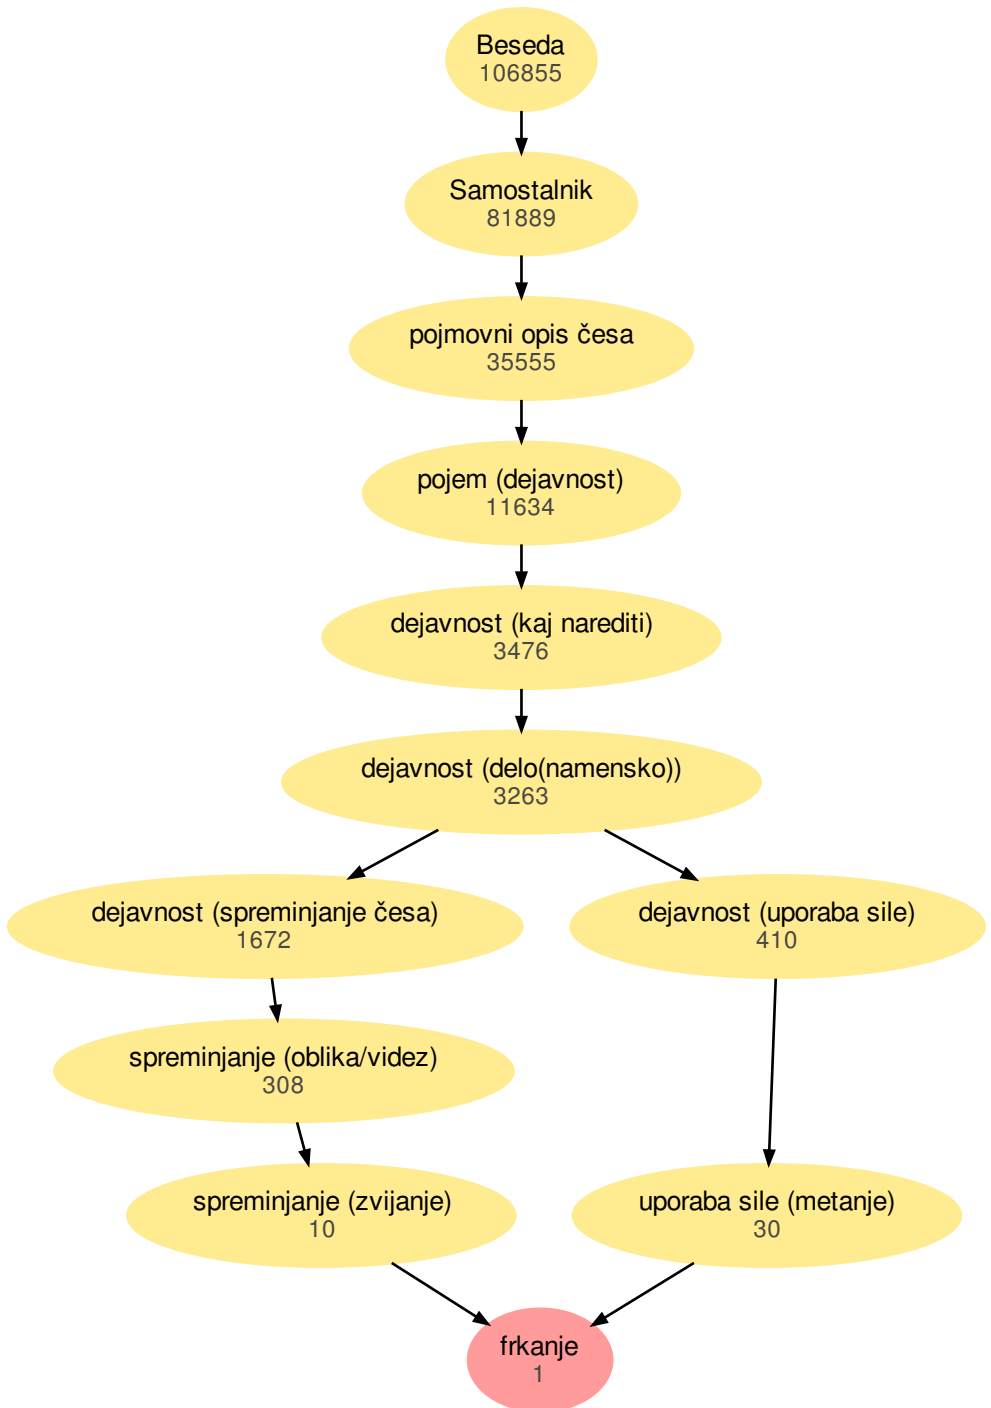 Beseda
106855
Samostalnik
81889
pojmovni opis česa
35555
pojem (dejavnost)
11634
dejavnost (kaj narediti)
3476
dejavnost (delo(namensko))
3263
dejavnost (spreminjanje česa)
1672
dejavnost (uporaba sile)
410
spreminjanje (oblika/videz)
308
spreminjanje (zvijanje)
10
uporaba sile (metanje)
30
frkanje
1